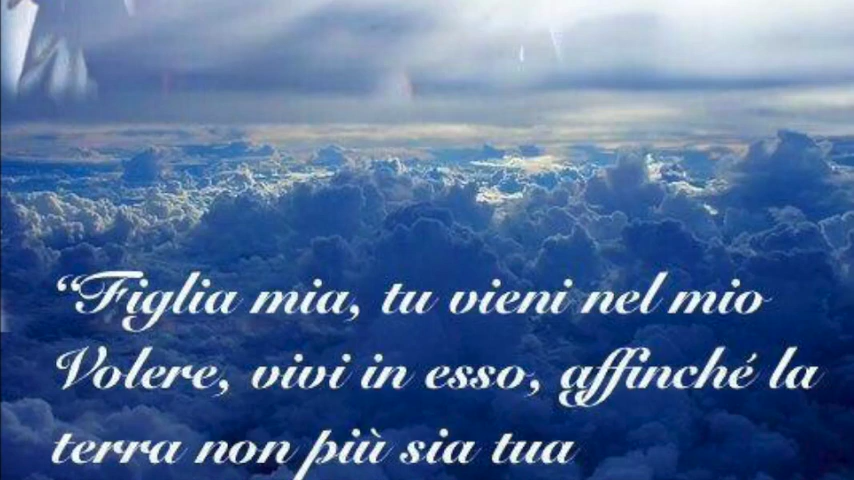 “Figlia mia, tu vieni nel mio
Volere, vivi in esso, affinché la
terra non più sia tua